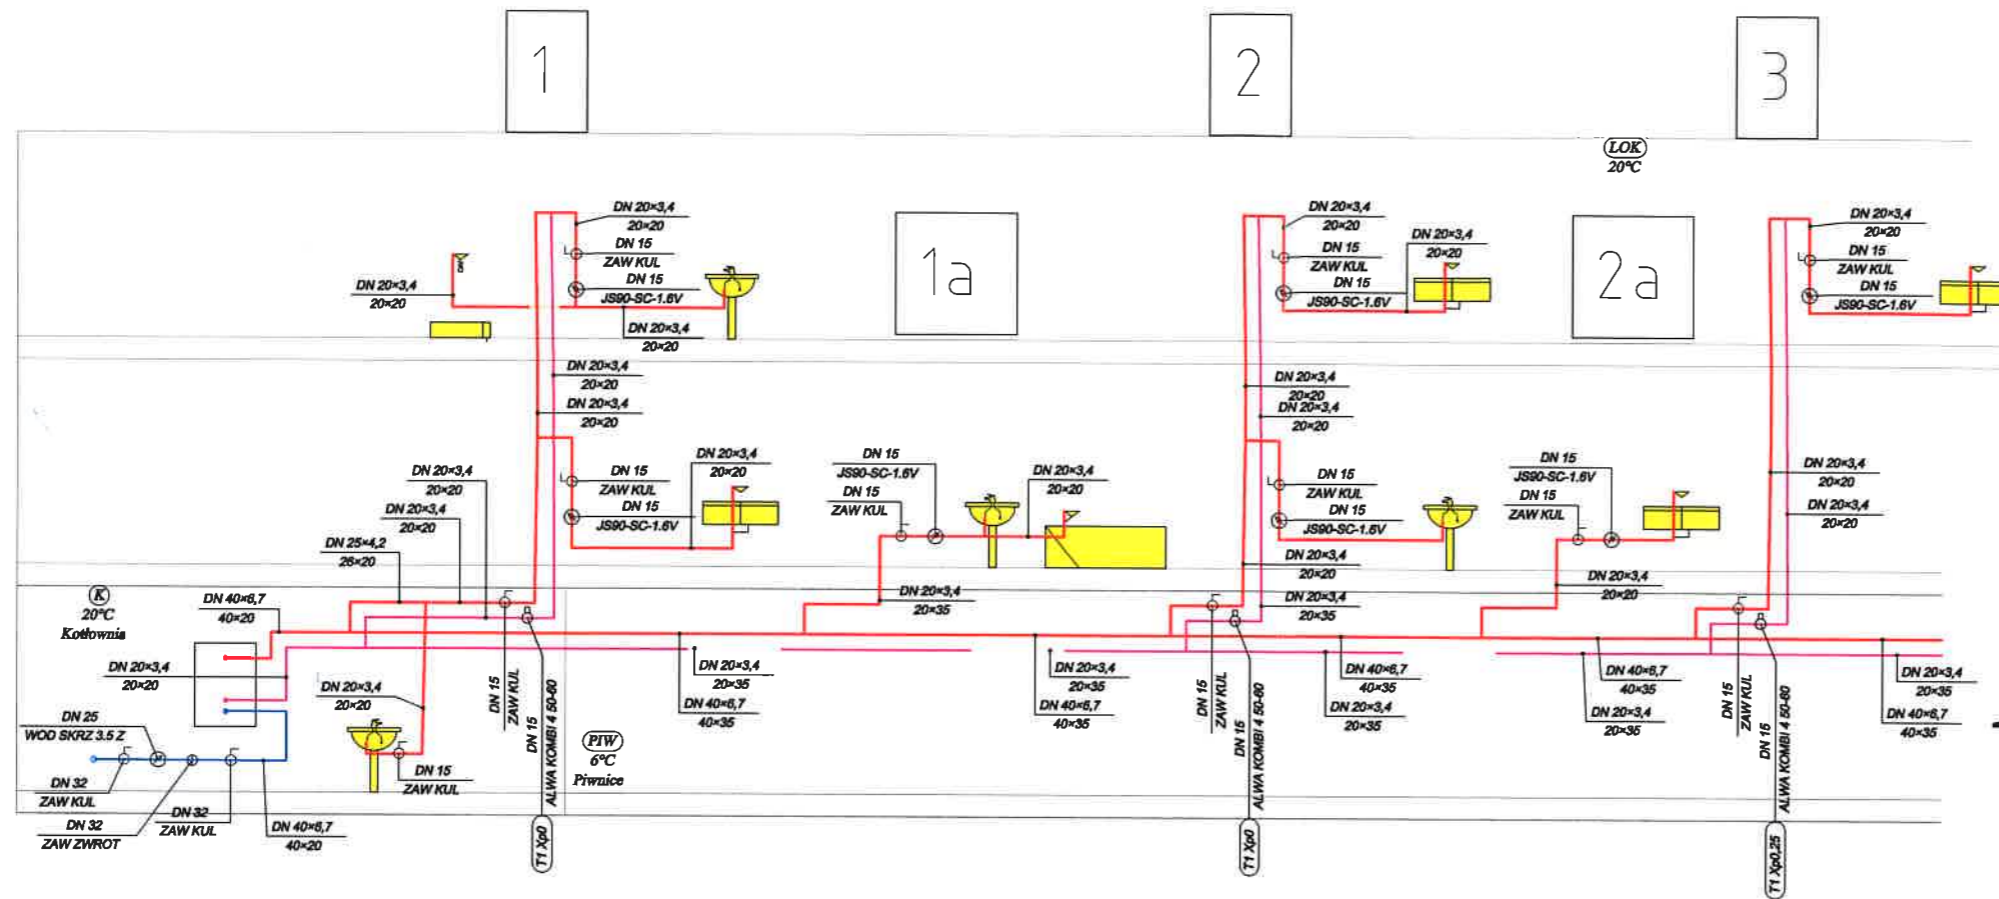 1
2
3
LOK
20°C
DN 20×3,4
20×20
DN 15
ZAW KUL
DN 15
JS90-SC-1.6V
DN 20×3,4
20×20
DN 20×3,4
20×20
1a
DN 20×3,4
20×20
DN 15
ZAW KUL
DN 15
JS90-SC-1.6V
DN 20×3,4
20×20
2a
DN 20×3,4
20×20
DN 15
ZAW KUL
DN 15
JS90-SC-1.6V
DN 20×3,4
20×20
DN 20×3,4
20×20
DN 20×3,4
20×20
DN 20×3,4
20×20
DN 20×3,4
20×20
DN 20×3,4
20×20
DN 25×4,2
26×20
DN 15
ZAW KUL
DN 15
JS90-SC-1.6V
DN 20×3,4
20×20
DN 15
JS90-SC-1.6V
DN 15
ZAW KUL
DN 20×3,4
20×20
DN 20×3,4
20×35
DN 15
ZAW KUL
DN 15
JS90-SC-1.6V
DN 20×3,4
20×20
DN 20×3,4
20×35
DN 15
JS90-SC-1.6V
DN 15
ZAW KUL
DN 20×3,4
20×20
DN 20×3,4
20×20
DN 20×3,4
20×20
K
20°C
Kotłownia
DN 40×6,7
40×20
DN 20×3,4
20×20
DN 25
WOD SKRZ 3.5 Z
DN 32
ZAW KUL
DN 32
ZAW ZWROT
DN 32
ZAW KUL
DN 40×6,7
40×20
DN 20×3,4
20×20
DN 15
ZAW KUL
DN 15
ZAW KUL
DN 15
ALWA KOMBI 4 50-60
T1 Xp0
PIW
6°C
Piwnice
DN 20×3,4
20×35
DN 40×6,7
40×35
DN 20×3,4
20×35
DN 40×6,7
40×35
DN 15
ZAW KUL
DN 15
ALWA KOMBI 4 50-60
T1 Xp0
DN 40×6,7
40×35
DN 20×3,4
20×35
DN 40×6,7
40×35
DN 20×3,4
20×35
DN 15
ZAW KUL
DN 15
ALWA KOMBI 4 50-60
T1 Xp0,25
DN 20×3,4
20×35
DN 40×6,7
40×35